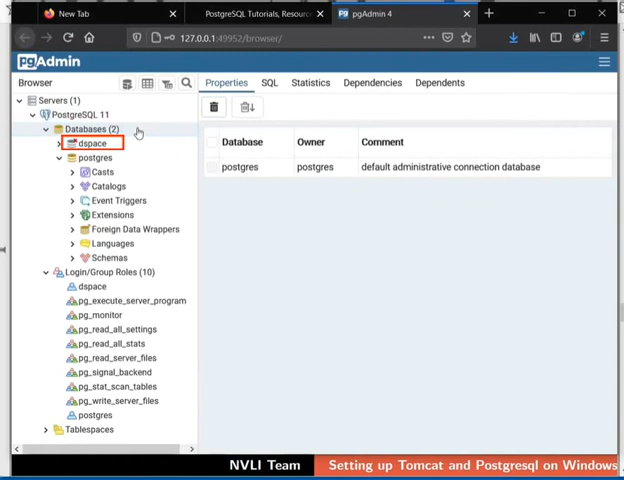 New Tab
PostgreSQL Tutorials, Resourc
pgAdmin 4
127.0.0.1:49952/browser/
pgAdmin
Browser
Properties
SQL
Statistics
Dependencies
Dependents
Servers (1)
PostgreSQL 11
Databases (2)
dspace
postgres
Casts
Catalogs
Event Triggers
Extensions
Foreign Data Wrappers
Languages
Schemas
Login/Group Roles (10)
dspace
pg_execute_server_program
pg_monitor
pg_read_all_settings
pg_read_all_stats
pg_read_server_files
pg_signal_backend
pg_stat_scan_tables
pg_write_server_files
postgres
Tablespaces
Database Owner Comment
postgres postgres default administrative connection database
NVLI Team Setting up Tomcat and Postgresql on Windows